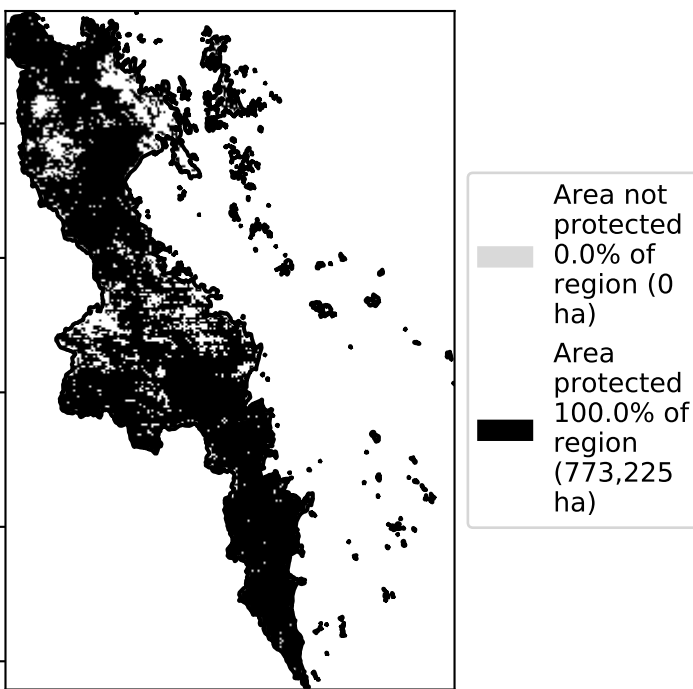 Area not
protected
0.0% of
region (0
ha)
Area
protected
100.0% of
region
(773,225
ha)